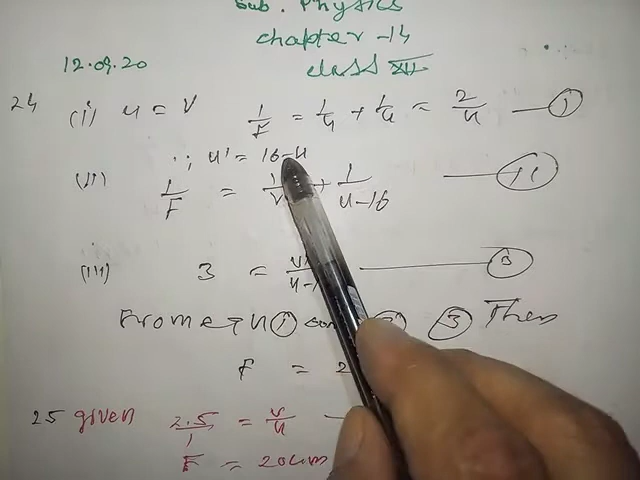 Sub. Physics
chapter -14
12.09.20 class XII
24 (i) u = v 1/F = 1/u + 1/u = 2/u — (1)
∴ u' = 16-u
(ii) 1/F = 1/v + 1/u-16 — (ii)
(iii) 3 = — (3)
From eqn (1) (3) Then
F = 2
25 given 2.5/1 = v/u
F = 20cm